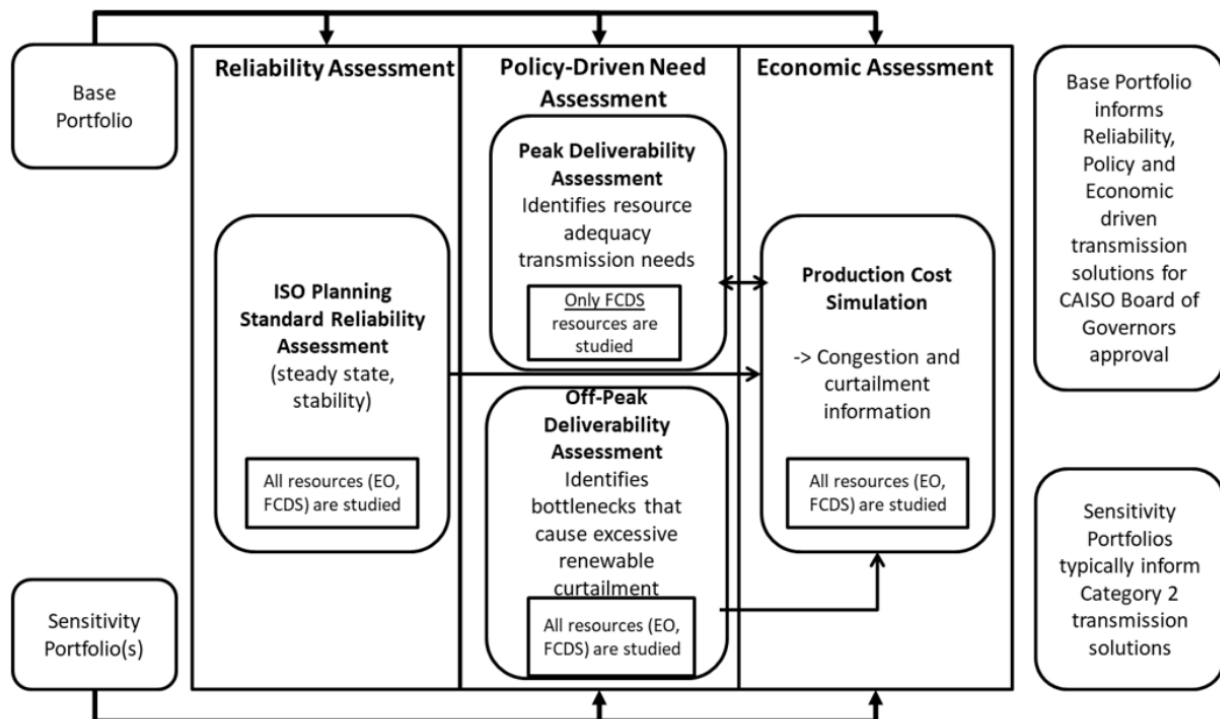 Base
Portfolio
Sensitivity
Portfolio(s)
Reliability Assessment
ISO Planning
Standard Reliability
Assessment
(steady state,
stability)
All resources (EO,
FCDS) are studied
Policy-Driven Need
Assessment
Peak Deliverability
Assessment
Identifies resource
adequacy
transmission needs
Only FCDS
resources are
studied
Off-Peak
Deliverability
Assessment
Identifies
bottlenecks that
cause excessive
renewable
curtailment
All resources (EO,
FCDS) are studied
Economic Assessment
Production Cost
Simulation
-> Congestion and
curtailment
information
All resources (EO,
FCDS) are studied
Base Portfolio
informs
Reliability,
Policy and
Economic
driven
transmission
solutions for
CAISO Board of
Governors
approval
Sensitivity
Portfolios
typically inform
Category 2
transmission
solutions